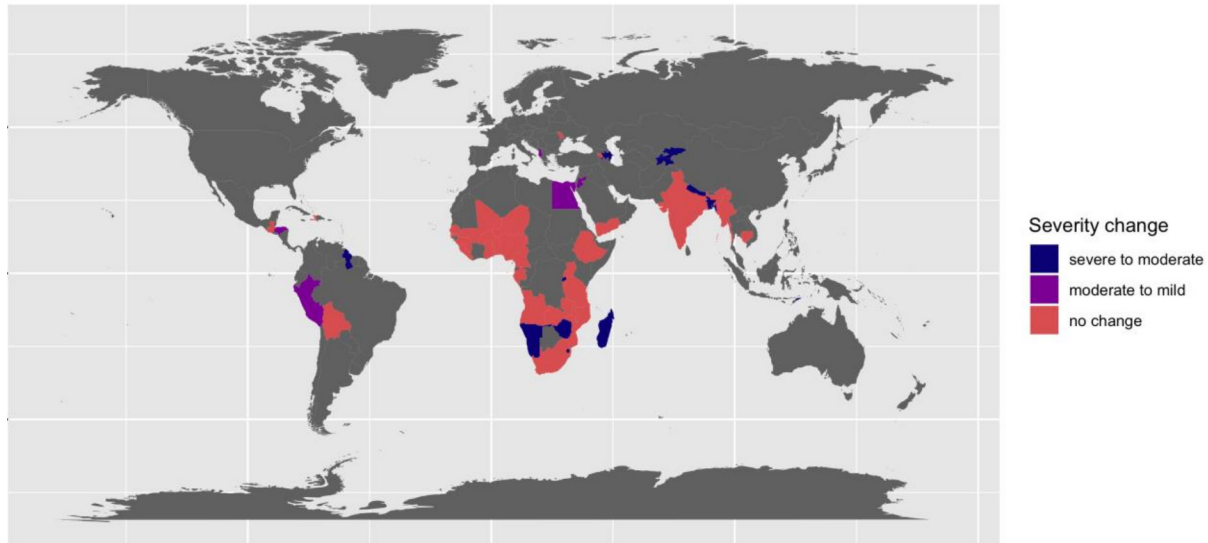 Severity change
severe to moderate
moderate to mild
no change